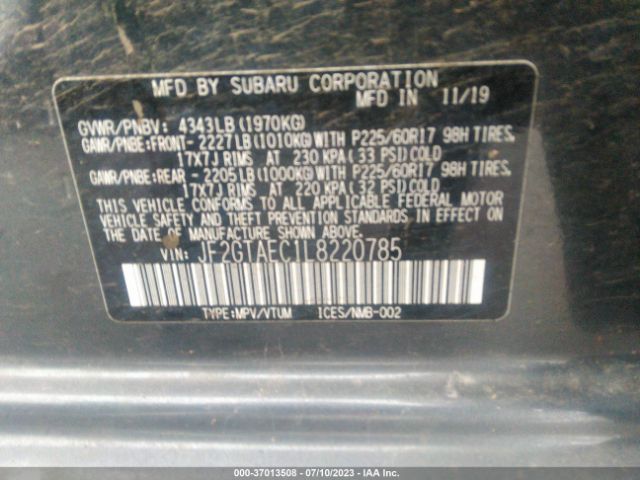 MFD BY SUBARU CORPORATION
MFD IN 11/19
GVWR/PNBV: 4343LB(1970KG)
GAWR/PNBE:FRONT-2227LB(1010KG)WITH P225/60R17 98H TIRES.
17X7J RIMS AT 230 KPA(33 PSI)COLD
GAWR/PNBE:REAR -2205LB(1000KG)WITH P225/60R17 98H TIRES.
17X7J RIMS AT 220 KPA(32 PSI)COLD
THIS VEHICLE CONFORMS TO ALL APPLICABLE FEDERAL MOTOR
VEHICLE SAFETY AND THEFT PREVENTION STANDARDS IN EFFECT
ON THE DATE OF MANUFACTURE SHOWN ABOVE.
VIN: JF2GTAEC1L8220785
TYPE:MPV/VTUM ICES/NMB-002
000-37013508 - 07/10/2023 - IAA Inc.